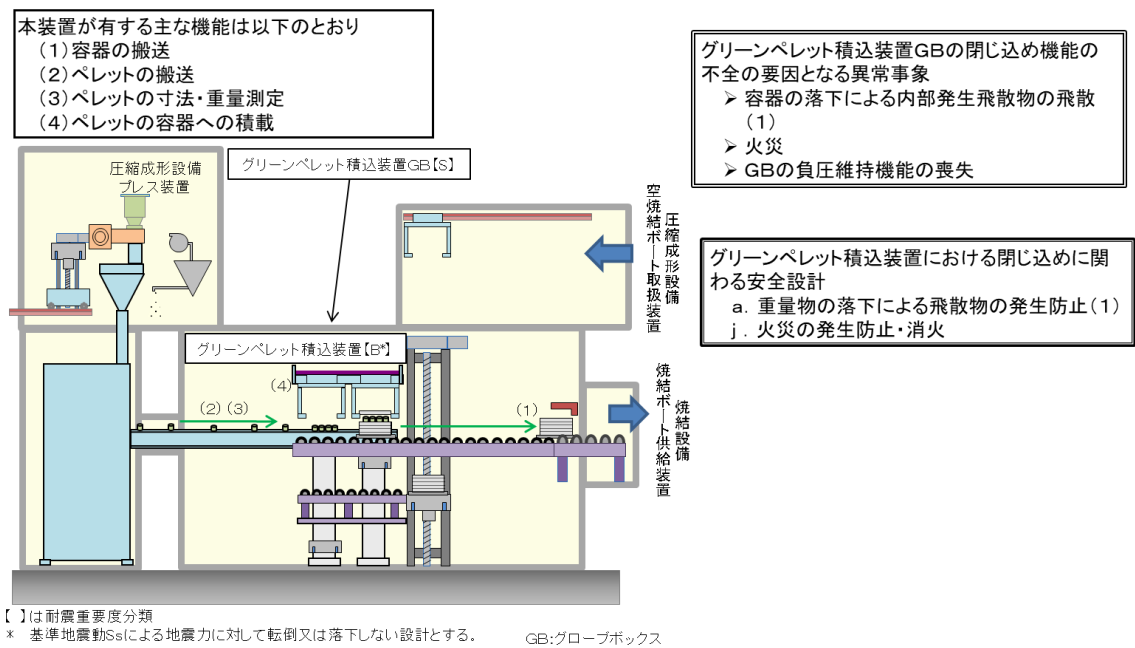 本装置が有する主な機能は以下のとおり
(1)容器の搬送
(2)ペレットの搬送
(3)ペレットの寸法・重量測定
(4)ペレットの容器への積載
グリーンペレット積込装置GBの閉じ込め機能の
不全の要因となる異常事象
➢ 容器の落下による内部発生飛散物の飛散
(1)
➢ 火災
➢ GBの負圧維持機能の喪失
グリーンペレット積込装置における閉じ込めに関
わる安全設計
a. 重量物の落下による飛散物の発生防止(1)
j. 火災の発生防止・消火
圧縮成形設備
プレス装置
グリーンペレット積込装置GB【S】
圧縮成形設備
空焼結ボート取扱装置
グリーンペレット積込装置【B*】
(4)
(2)(3)
(1)
焼結設備
焼結ボート供給装置
【 】は耐震重要度分類
* 基準地震動Ssによる地震力に対して転倒又は落下しない設計とする。
GB:グローブボックス